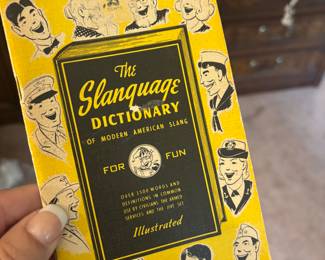 The
Slanguage
DICTIONARY
OF MODERN AMERICAN SLANG
FOR FUN
OVER 2500 WORDS AND
DEFINITIONS IN COMMON
USE BY CIVILIANS THE ARMED
SERVICES AND THE JIVE SET
Illustrated